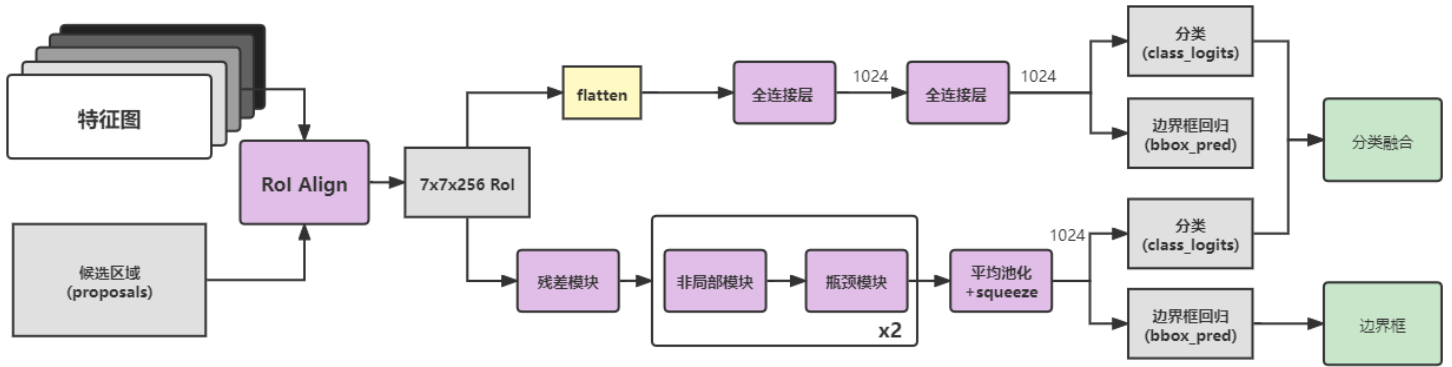 特征图
候选区域
(proposals)
RoI Align
7x7x256 RoI
flatten
全连接层
1024
全连接层
1024
分类
(class_logits)
边界框回归
(bbox_pred)
分类融合
残差模块
非局部模块
瓶颈模块
x2
平均池化
+squeeze
1024
分类
(class_logits)
边界框回归
(bbox_pred)
边界框